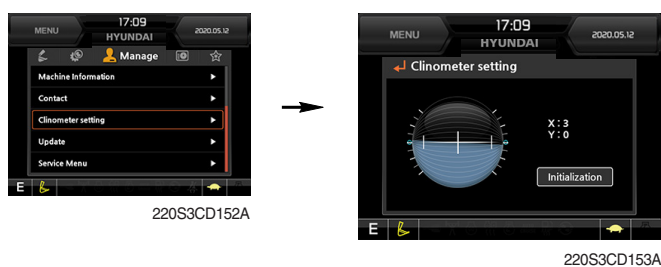 MENU
17:09
HYUNDAI
2020.05.12
Manage
Machine Information
Contact
Clinometer setting
Update
Service Menu
E
220S3CD152A
MENU
17:09
HYUNDAI
2020.05.12
Clinometer setting
X : 3
Y : 0
Initialization
E
220S3CD153A